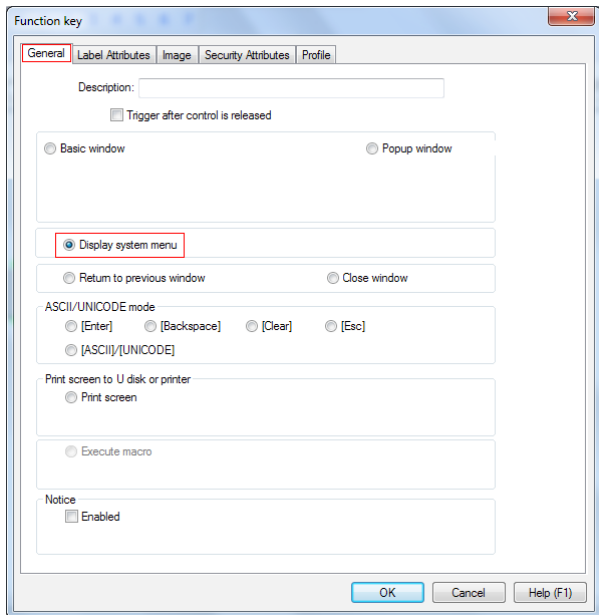 Function key
General Label Attributes Image Security Attributes Profile
Description:
Trigger after control is released
Basic window Popup window
Display system menu
Return to previous window Close window
ASCII/UNICODE mode
[Enter] [Backspace] [Clear] [Esc]
[ASCII]/[UNICODE]
Print screen to U disk or printer
Print screen
Execute macro
Notice
Enabled
OK Cancel Help (F1)